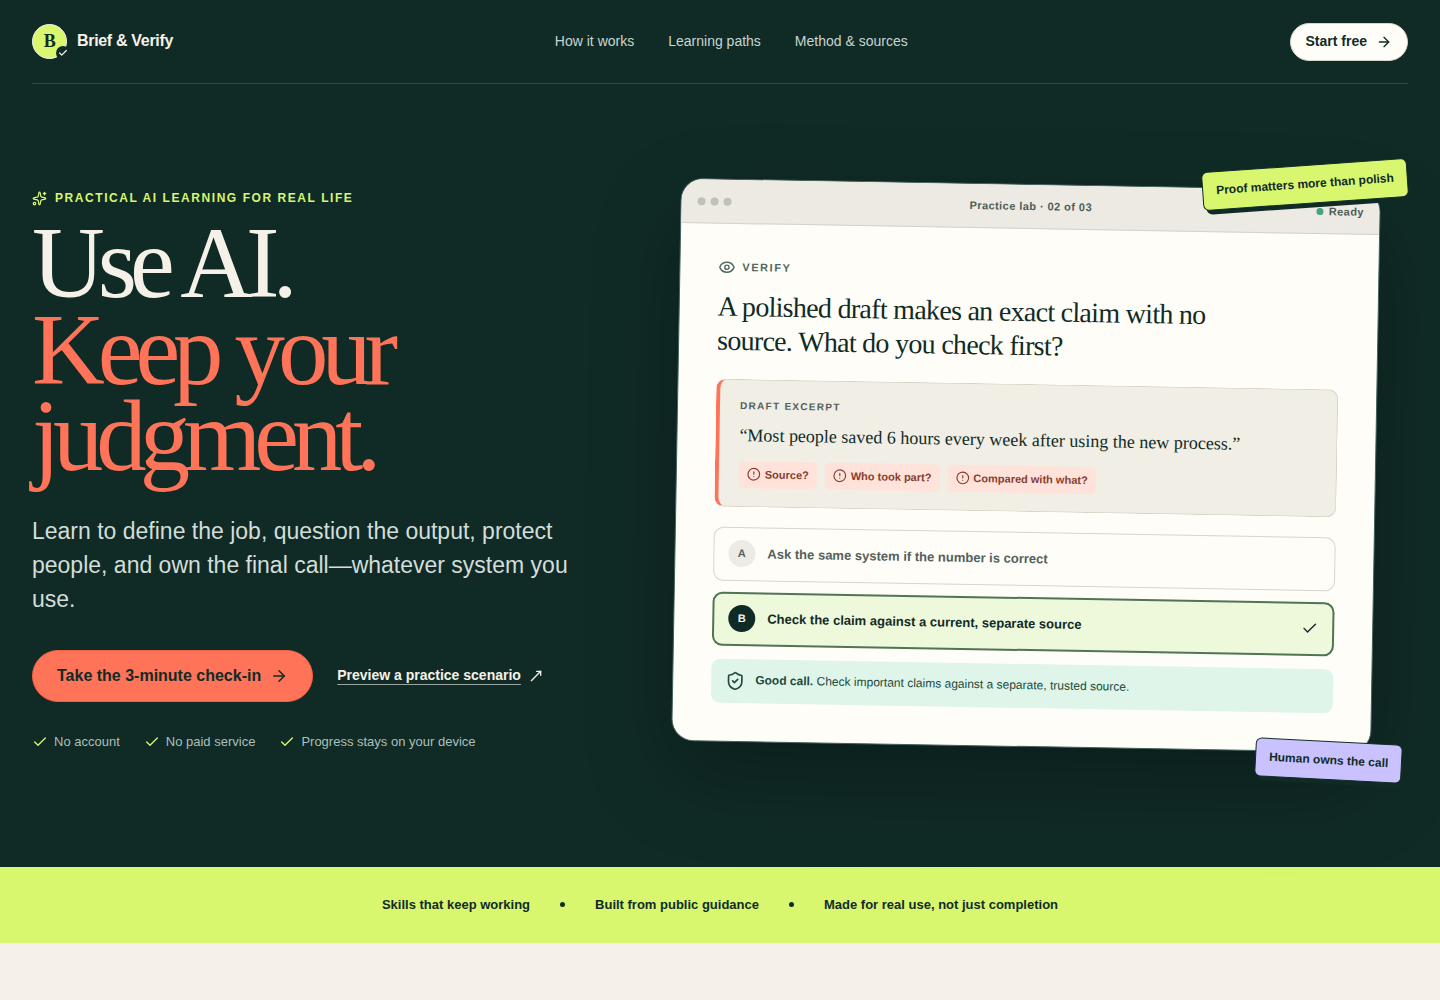 B Brief & Verify
How it works
Learning paths
Method & sources
Start free
PRACTICAL AI LEARNING FOR REAL LIFE
Use AI.
Keep your
judgment.
Learn to define the job, question the output, protect
people, and own the final call—whatever system you
use.
Take the 3-minute check-in
Preview a practice scenario
No account
No paid service
Progress stays on your device
Proof matters more than polish
Practice lab · 02 of 03
Ready
VERIFY
A polished draft makes an exact claim with no
source. What do you check first?
DRAFT EXCERPT
“Most people saved 6 hours every week after using the new process.”
Source?
Who took part?
Compared with what?
A Ask the same system if the number is correct
B Check the claim against a current, separate source
Good call. Check important claims against a separate, trusted source.
Human owns the call
Skills that keep working
Built from public guidance
Made for real use, not just completion